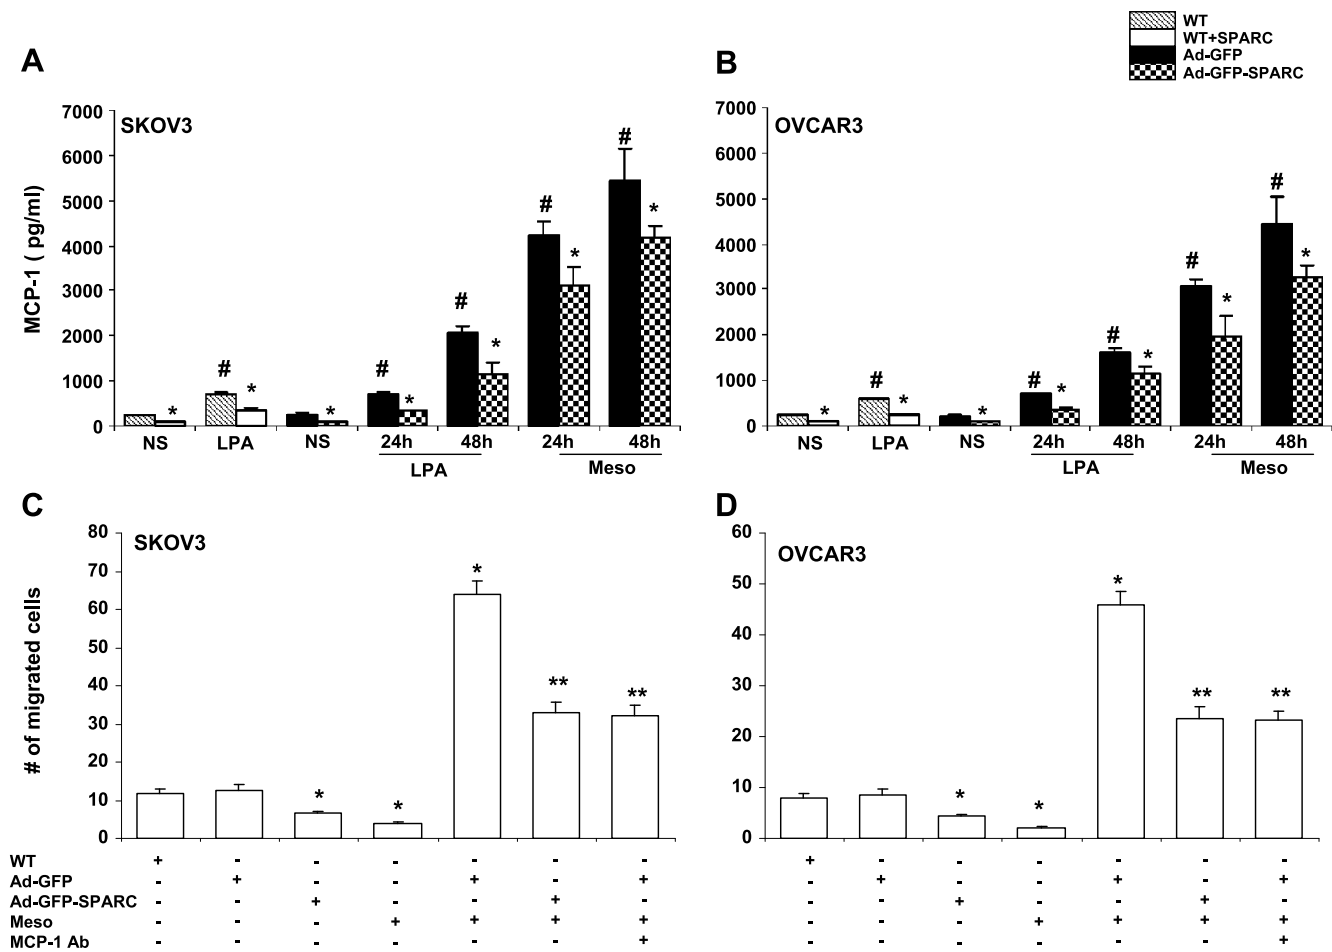 WT
WT+SPARC
Ad-GFP
Ad-GFP-SPARC
A
SKOV3
MCP-1 ( pg/ml)
7000
6000
5000
4000
3000
2000
1000
0
* # * * # * # * # * # *
NS LPA NS 24h 48h 24h 48h
LPA Meso
B
OVCAR3
7000
6000
5000
4000
3000
2000
1000
0
* # * * # * # * # * # *
NS LPA NS 24h 48h 24h 48h
LPA Meso
C
SKOV3
# of migrated cells
80
70
60
50
40
30
20
10
0
* * * ** **
D
OVCAR3
60
50
40
30
20
10
0
* * * ** **
WT + - - - - - - + - - - - - -
Ad-GFP - + - - + - + - + - - + - +
Ad-GFP-SPARC - - + - - + - - - + - - + -
Meso - - - + + + + - - - + + + +
MCP-1 Ab - - - - - - + - - - - - - +